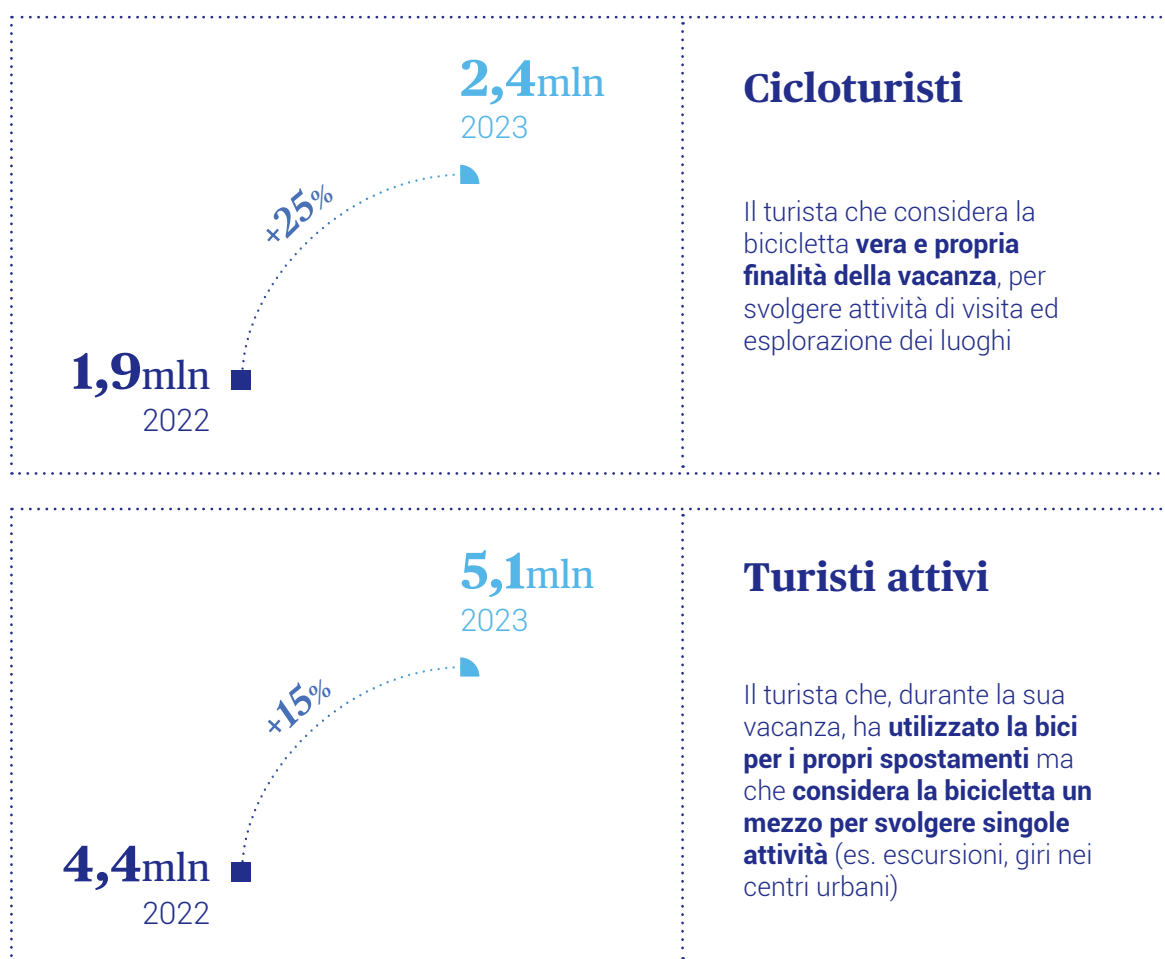 2,4mln
2023
+25%
1,9mln
2022
Cicloturisti
Il turista che considera la
bicicletta vera e propria
finalità della vacanza, per
svolgere attività di visita ed
esplorazione dei luoghi
5,1mln
2023
+15%
4,4mln
2022
Turisti attivi
Il turista che, durante la sua
vacanza, ha utilizzato la bici
per i propri spostamenti ma
che considera la bicicletta un
mezzo per svolgere singole
attività (es. escursioni, giri nei
centri urbani)